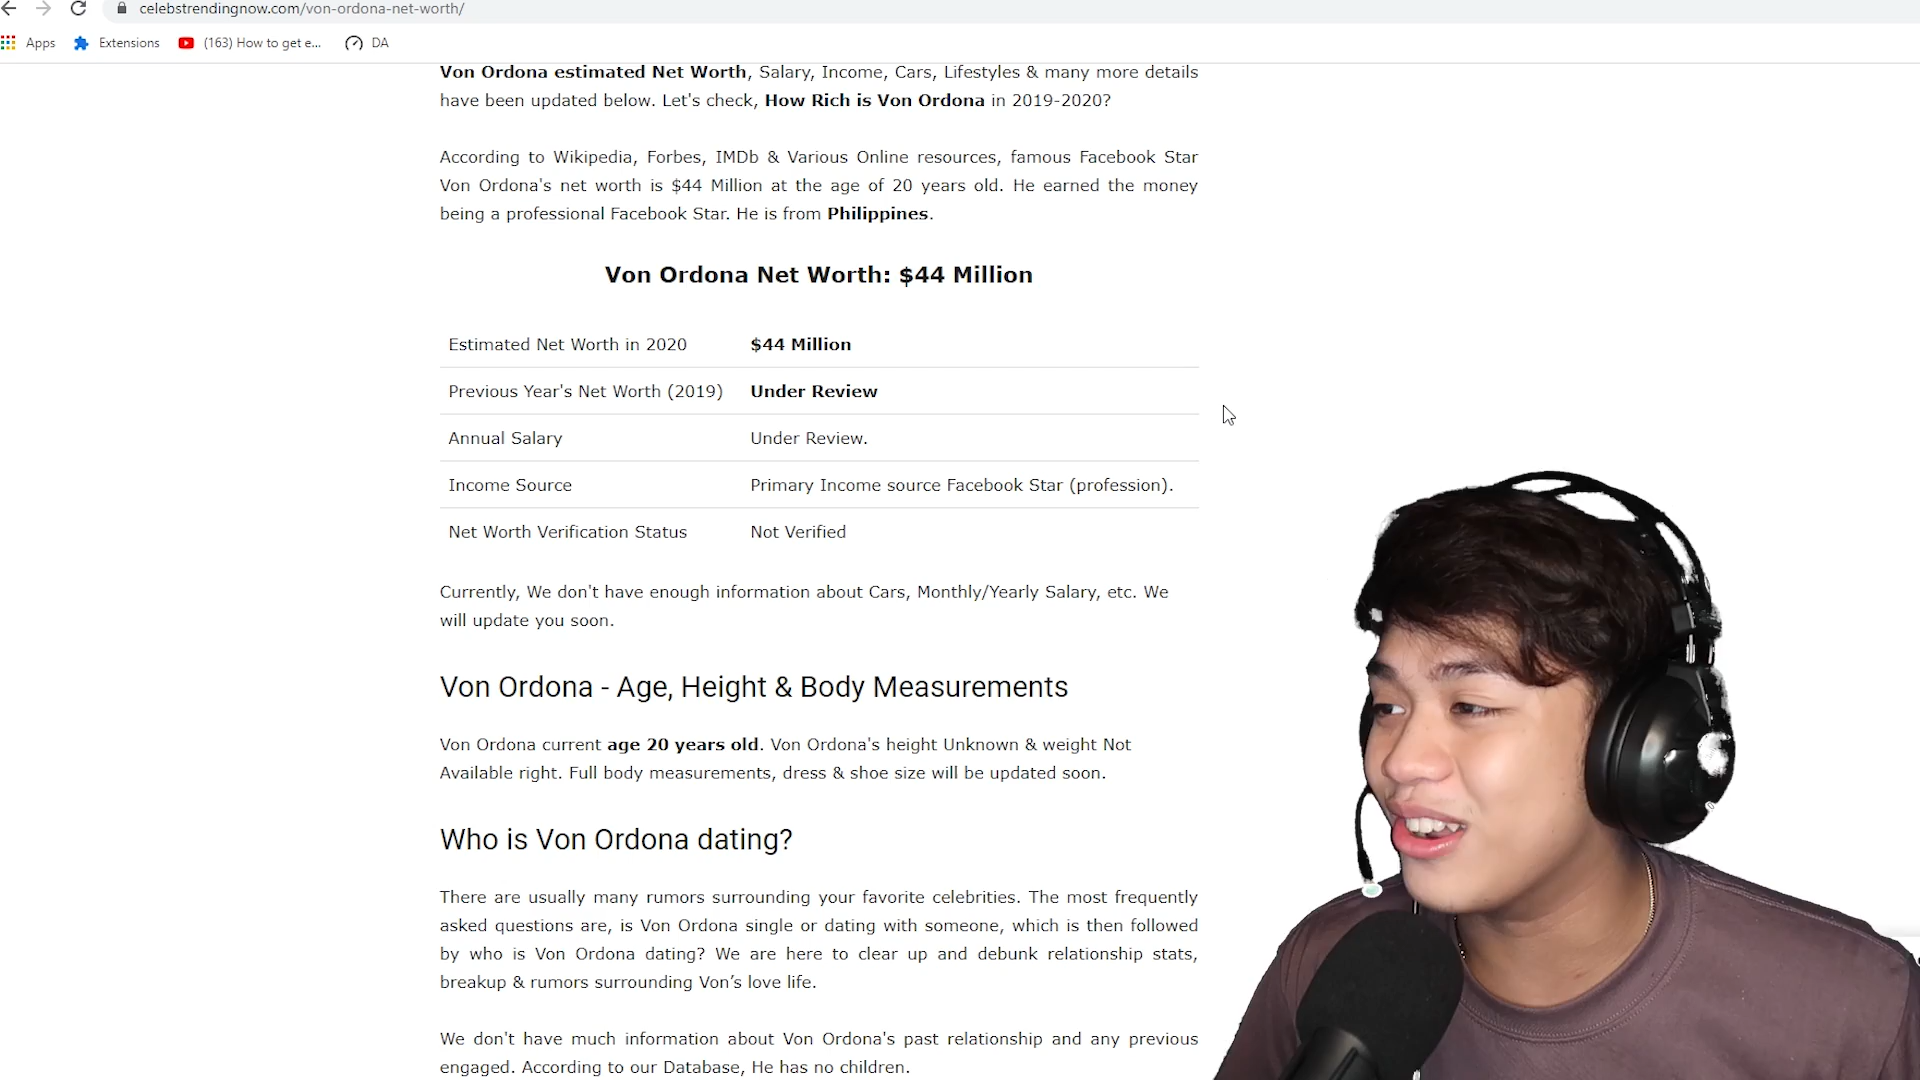 celebstrendingnow.com/von-ordona-net-worth/
Apps Extensions (163) How to get e... DA
Von Ordona estimated Net Worth, Salary, Income, Cars, Lifestyles & many more details
have been updated below. Let's check, How Rich is Von Ordona in 2019-2020?
According to Wikipedia, Forbes, IMDb & Various Online resources, famous Facebook Star
Von Ordona's net worth is $44 Million at the age of 20 years old. He earned the money
being a professional Facebook Star. He is from Philippines.
Von Ordona Net Worth: $44 Million
Estimated Net Worth in 2020 $44 Million
Previous Year's Net Worth (2019) Under Review
Annual Salary Under Review.
Income Source Primary Income source Facebook Star (profession).
Net Worth Verification Status Not Verified
Currently, We don't have enough information about Cars, Monthly/Yearly Salary, etc. We
will update you soon.
Von Ordona - Age, Height & Body Measurements
Von Ordona current age 20 years old. Von Ordona's height Unknown & weight Not
Available right. Full body measurements, dress & shoe size will be updated soon.
Who is Von Ordona dating?
There are usually many rumors surrounding your favorite celebrities. The most frequently
asked questions are, is Von Ordona single or dating with someone, which is then followed
by who is Von Ordona dating? We are here to clear up and debunk relationship stats,
breakup & rumors surrounding Von’s love life.
We don't have much information about Von Ordona's past relationship and any previous
engaged. According to our Database, He has no children.